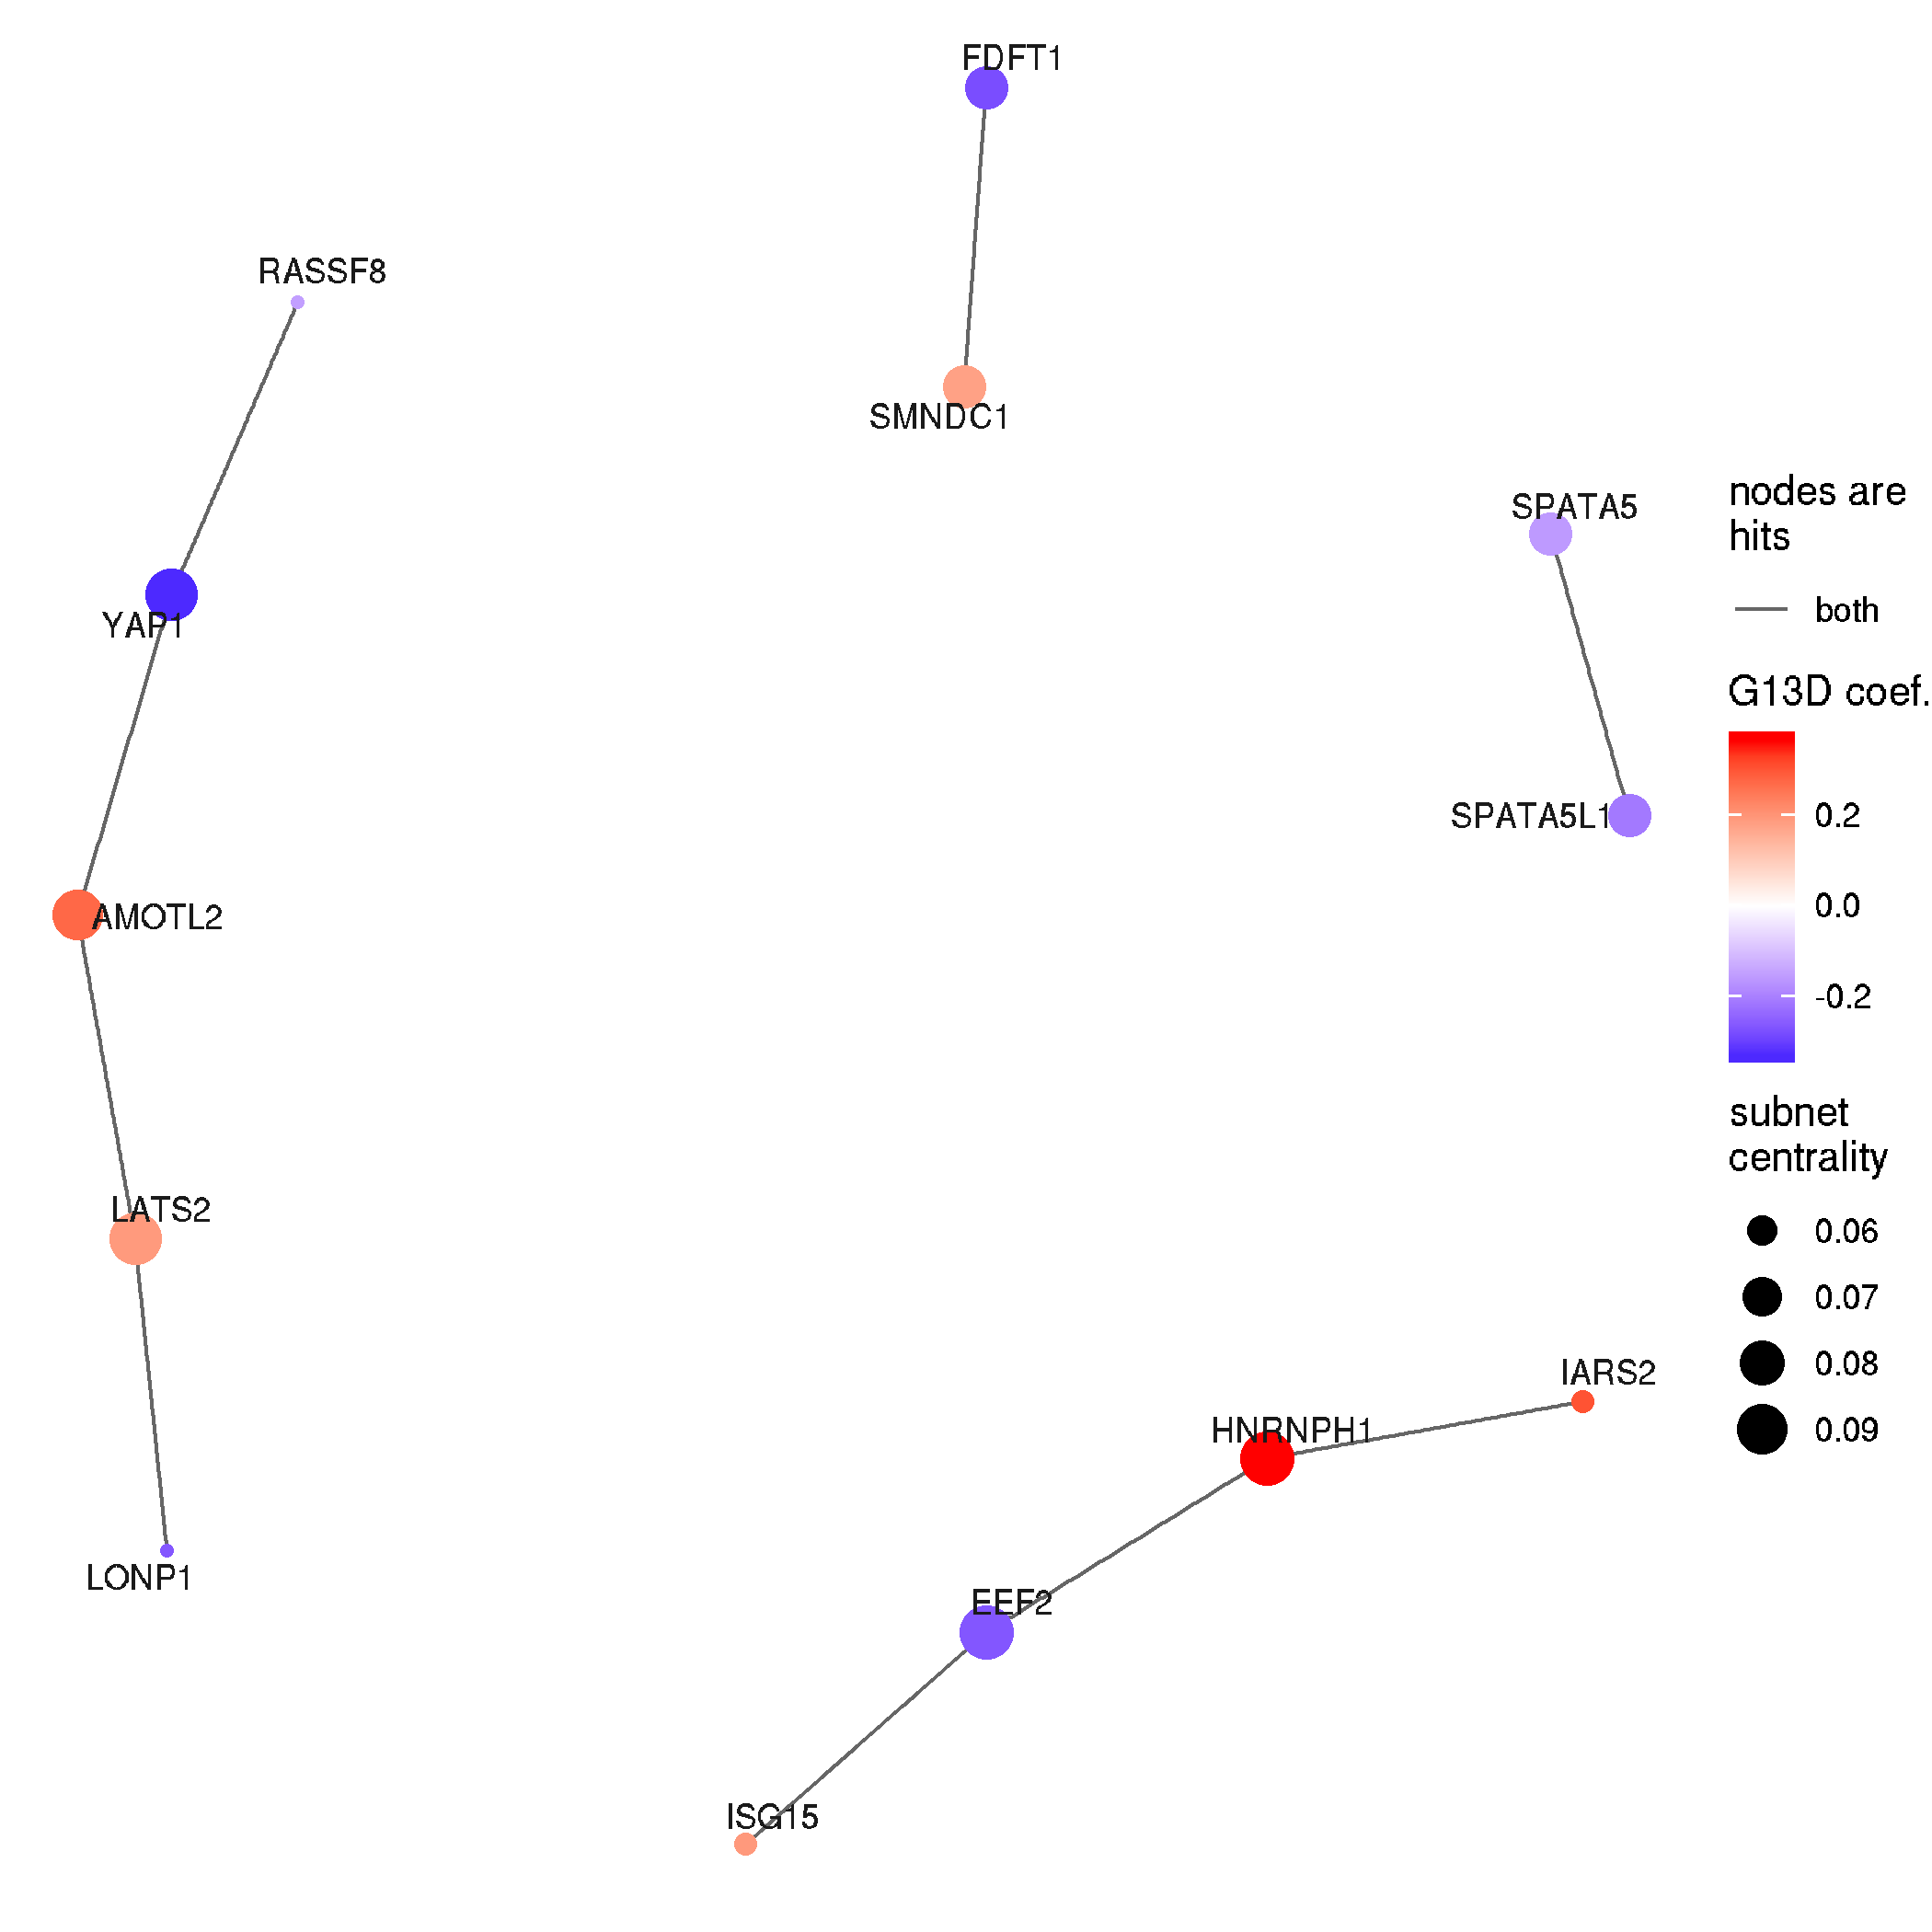 FDFT1
RASSF8
SMNDC1
SPATA5
YAP1
SPATA5L1
AMOTL2
LATS2
LONP1
HNRNPH1
IARS2
EEF2
ISG15
nodes are
hits
both
G13D coef.
0.2
0.0
-0.2
subnet
centrality
0.06
0.07
0.08
0.09